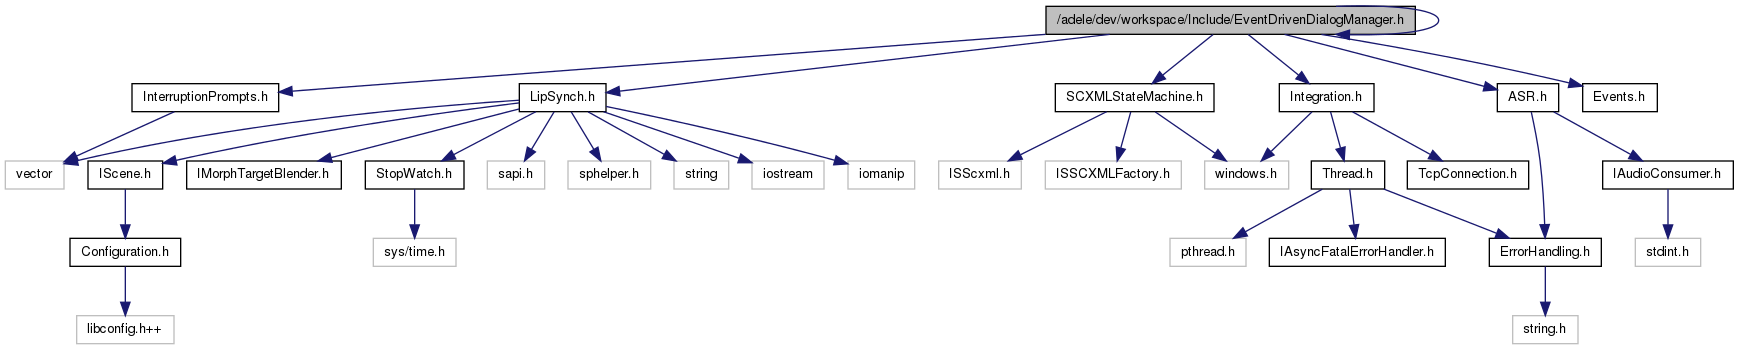 /adele/dev/workspace/Include/EventDrivenDialogManager.h
InterruptionPrompts.h
LipSynch.h
SCXMLStateMachine.h
Integration.h
ASR.h
Events.h
vector
IScene.h
IMorphTargetBlender.h
StopWatch.h
sapi.h
sphelper.h
string
iostream
iomanip
ISScxml.h
ISSCXMLFactory.h
windows.h
Thread.h
TcpConnection.h
IAudioConsumer.h
Configuration.h
sys/time.h
pthread.h
IAsyncFatalErrorHandler.h
ErrorHandling.h
stdint.h
libconfig.h++
string.h